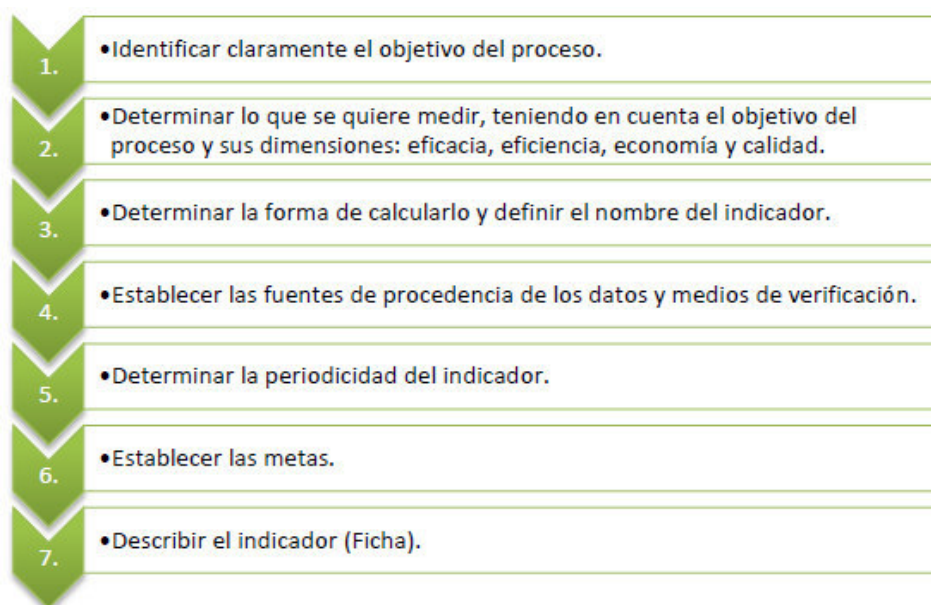 1. •Identificar claramente el objetivo del proceso.
2. •Determinar lo que se quiere medir, teniendo en cuenta el objetivo del
proceso y sus dimensiones: eficacia, eficiencia, economía y calidad.
3. •Determinar la forma de calcularlo y definir el nombre del indicador.
4. •Establecer las fuentes de procedencia de los datos y medios de verificación.
5. •Determinar la periodicidad del indicador.
6. •Establecer las metas.
7. •Describir el indicador (Ficha).